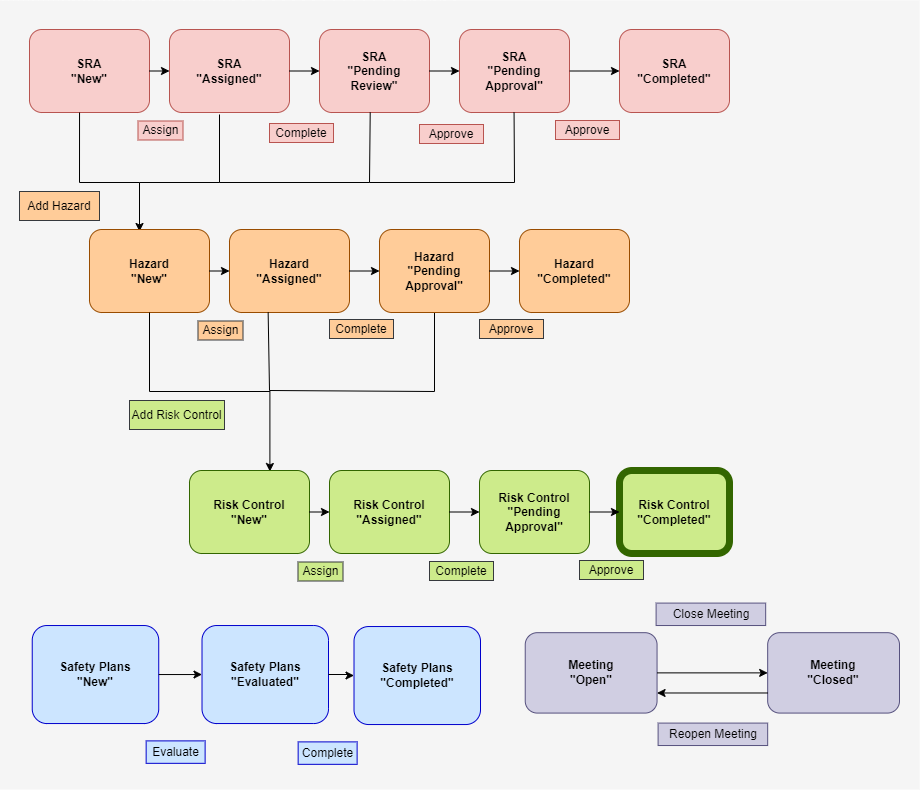 SRA
"New"
SRA
"Assigned"
SRA
"Pending
Review"
SRA
"Pending
Approval"
SRA
"Completed"
Assign
Complete
Approve
Approve
Add Hazard
Hazard
"New"
Hazard
"Assigned"
Hazard
"Pending
Approval"
Hazard
"Completed"
Assign
Complete
Approve
Add Risk Control
Risk Control
"New"
Risk Control
"Assigned"
Risk Control
"Pending
Approval"
Risk Control
"Completed"
Assign
Complete
Approve
Safety Plans
"New"
Safety Plans
"Evaluated"
Safety Plans
"Completed"
Evaluate
Complete
Close Meeting
Meeting
"Open"
Meeting
"Closed"
Reopen Meeting